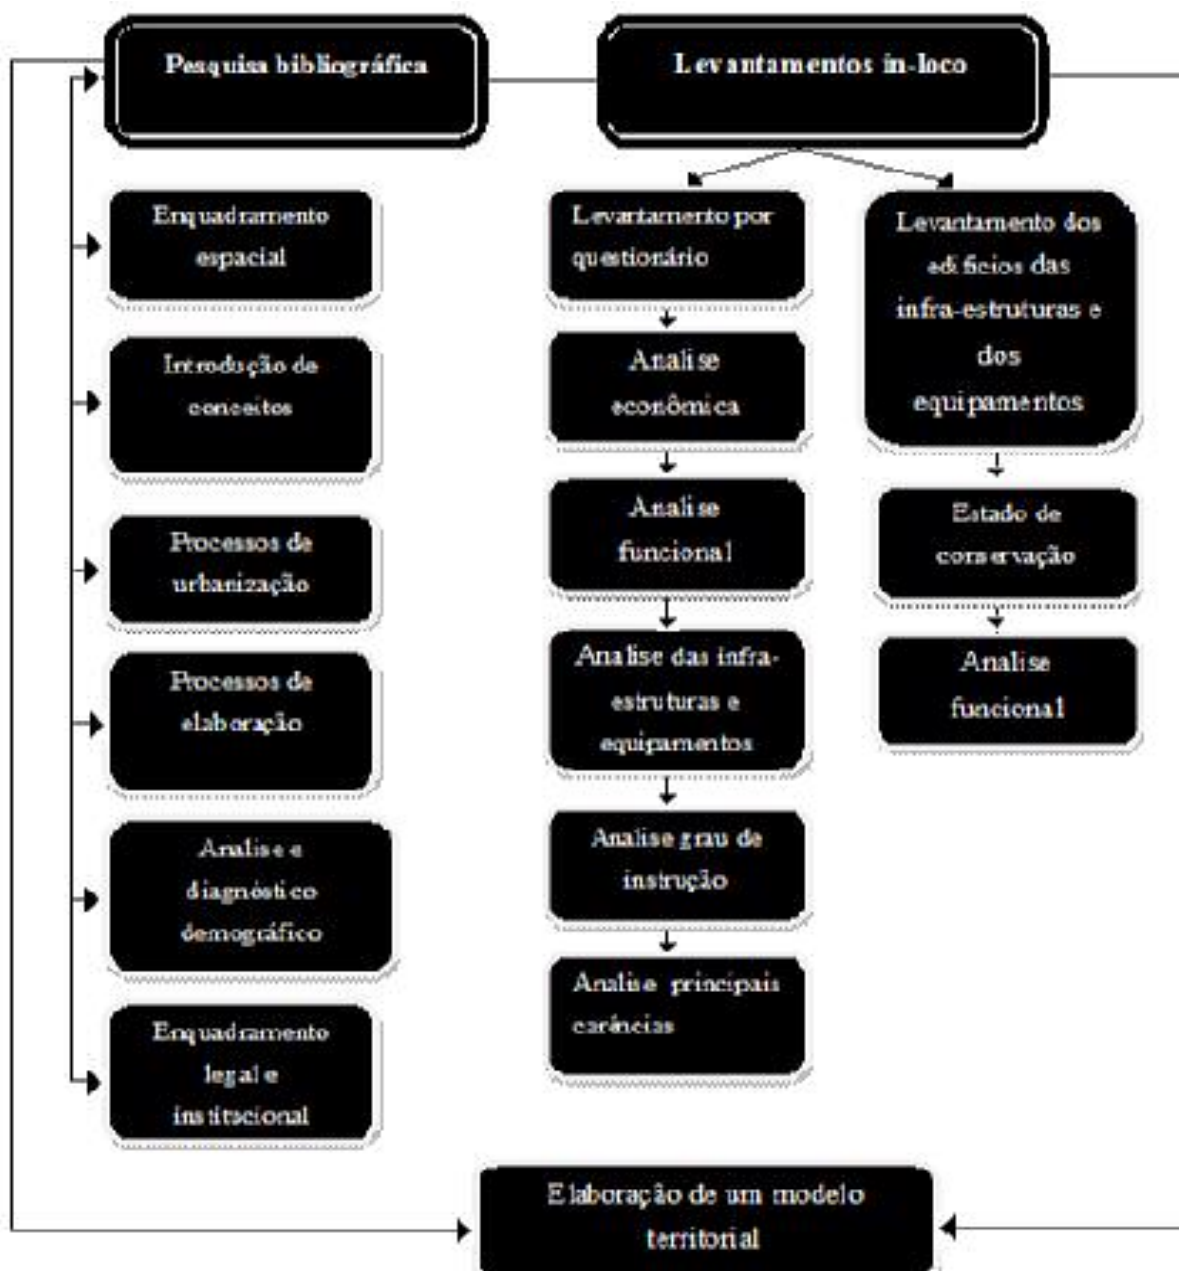 Pesquisa bibliográfica
Levantamentos in-loco
Enquadramento
espacial
Introdução de
conceitos
Processos de
urbanização
Processos de
elaboração
Analise e
diagnóstico
demográfico
Enquadramento
legal e
institucional
Levantamento por
questionário
Analise
econômica
Analise
funcional
Analise das infra-
estruturas e
equipamentos
Analise grau de
instrução
Analise principais
carências
Levantamento dos
edifícios das
infra-estruturas e
dos
equipamentos
Estado de
conservação
Analise
funcional
Elaboração de um modelo
territorial